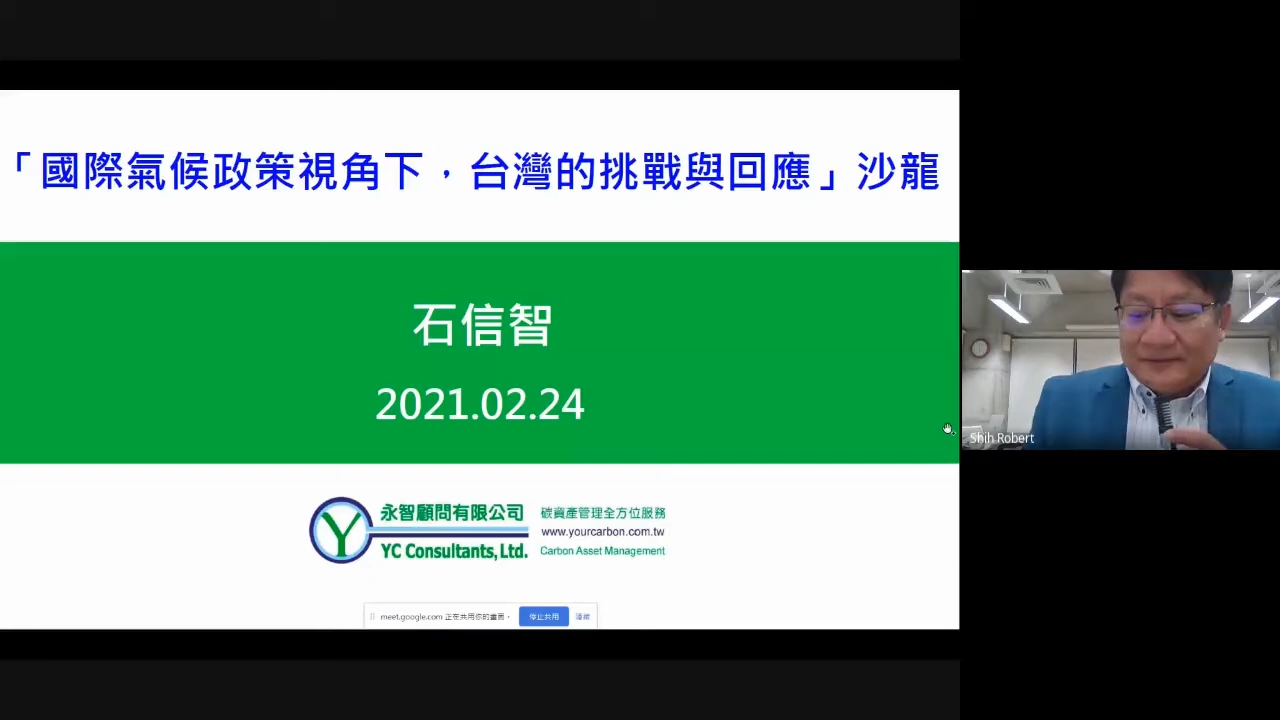 「國際氣候政策視角下，台灣的挑戰與回應」沙龍
石信智
2021.02.24
永智顧問有限公司
YC Consultants, Ltd.
碳資產管理全方位服務
www.yourcarbon.com.tw
Carbon Asset Management
meet.google.com 正在共用你的畫面。
停止共用
隱藏
Shih Robert